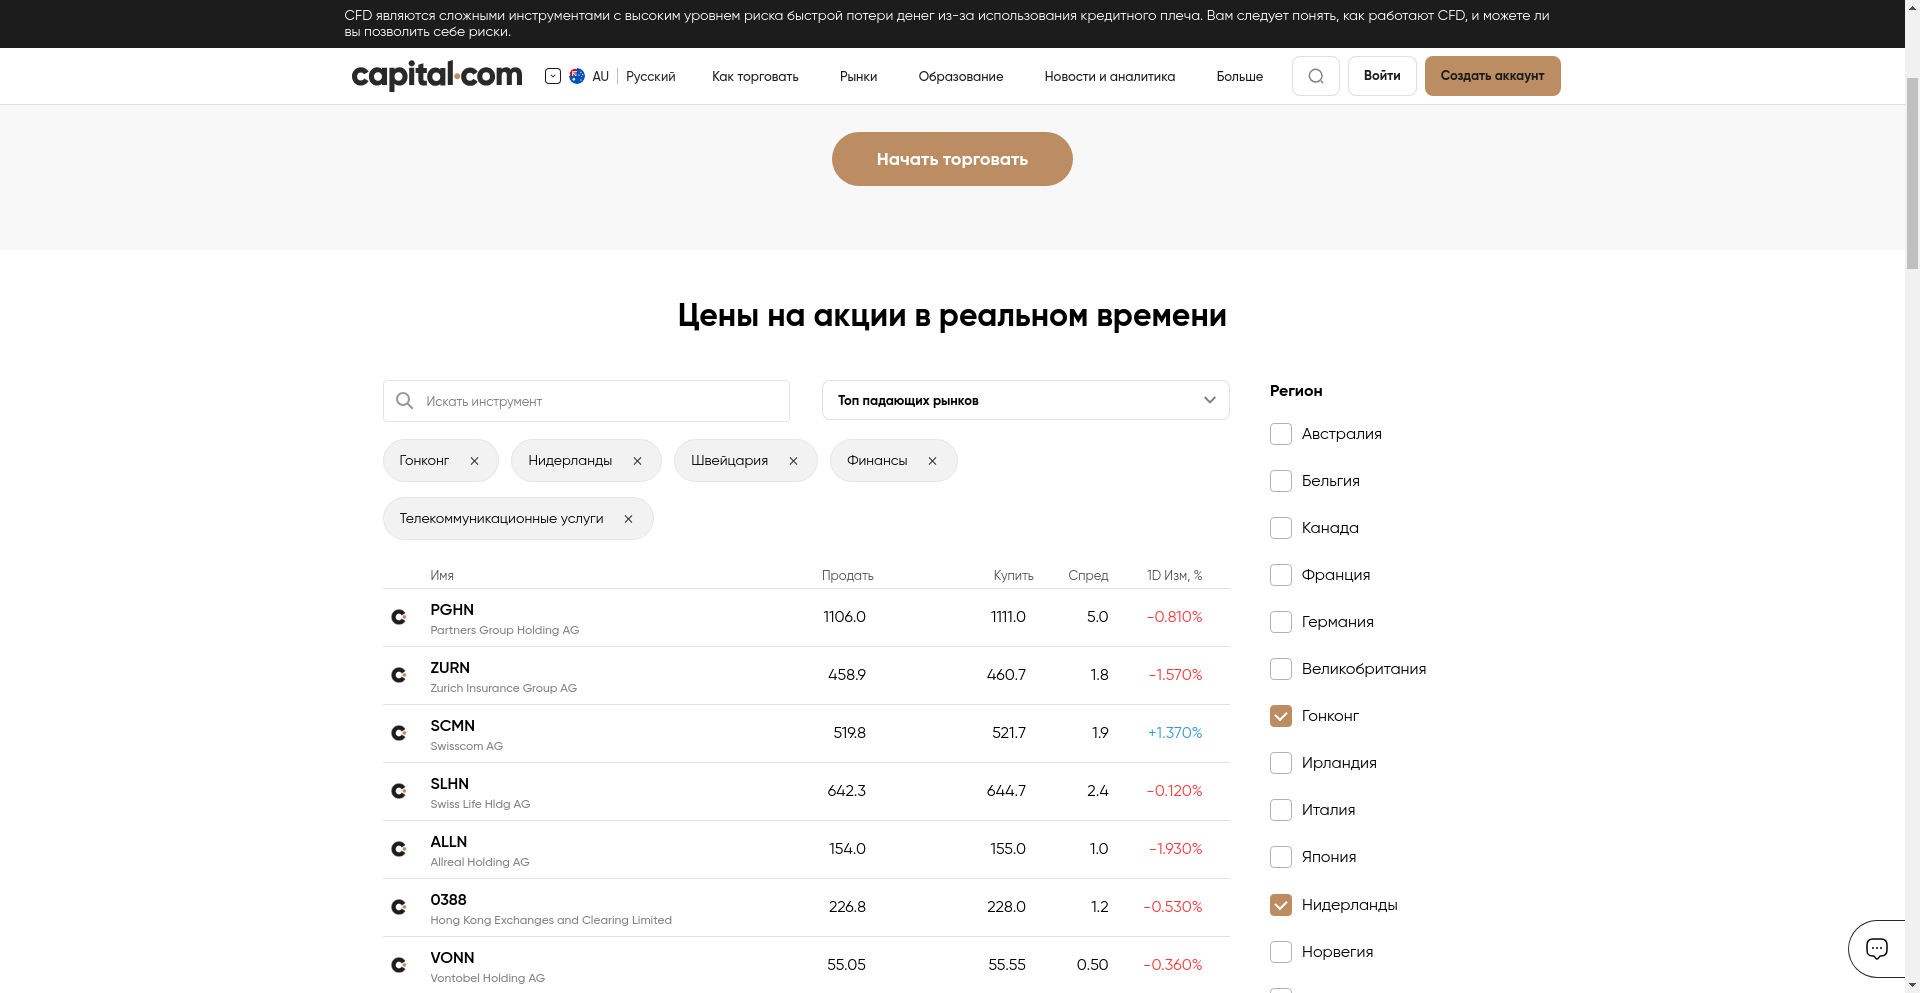 CFD являются сложными инструментами с высоким уровнем риска быстрой потери денег из-за использования кредитного плеча. Вам следует понять, как работают CFD, и можете ли
вы позволить себе риски.
capital.com
AU
Русский
Как торговать
Рынки
Образование
Новости и аналитика
Больше
Войти
Создать аккаунт
Начать торговать
Цены на акции в реальном времени
Искать инструмент
Топ падающих рынков
Гонконг
Нидерланды
Швейцария
Финансы
Телекоммуникационные услуги
Имя Продать Купить Спред 1D Изм, %
PGHN
Partners Group Holding AG
1106.0 1111.0 5.0 -0.810%
ZURN
Zurich Insurance Group AG
458.9 460.7 1.8 -1.570%
SCMN
Swisscom AG
519.8 521.7 1.9 +1.370%
SLHN
Swiss Life Hldg AG
642.3 644.7 2.4 -0.120%
ALLN
Allreal Holding AG
154.0 155.0 1.0 -1.930%
0388
Hong Kong Exchanges and Clearing Limited
226.8 228.0 1.2 -0.530%
VONN
Vontobel Holding AG
55.05 55.55 0.50 -0.360%
Регион
Австралия
Бельгия
Канада
Франция
Германия
Великобритания
Гонконг
Ирландия
Италия
Япония
Нидерланды
Норвегия